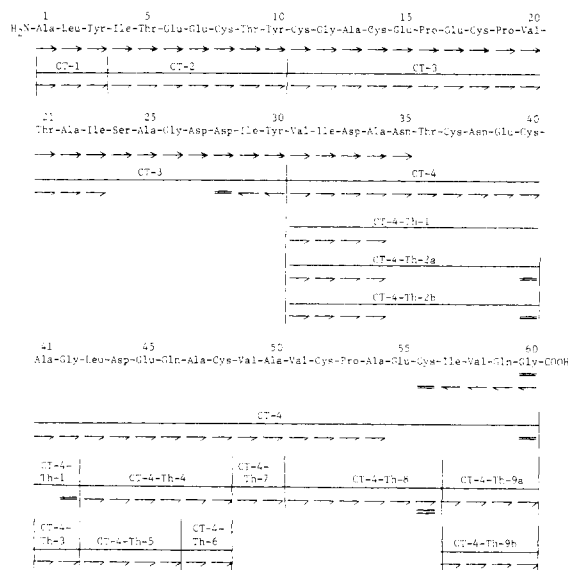 1 5 10 15 20
H2N-Ala-Leu-Tyr-Ile-Thr-Glu-Glu-Cys-Thr-Tyr-Cys-Gly-Ala-Cys-Glu-Pro-Glu-Cys-Pro-Val-
CT-1 CT-2 CT-3
21 25 30 35 40
Thr-Ala-Ile-Ser-Ala-Gly-Asp-Asp-Ile-Tyr-Val-Ile-Asp-Ala-Asn-Thr-Cys-Asn-Glu-Cys-
CT-3 CT-4
CT-4-Th-1
CT-4-Th-2a
CT-4-Th-2b
41 45 50 55 60
Ala-Gly-Leu-Asp-Glu-Gln-Ala-Cys-Val-Ala-Val-Cys-Pro-Ala-Glu-Cys-Ile-Val-Gln-Gly-COOH
CT-4
CT-4- CT-4-
Th-1 CT-4-Th-4 Th-7 CT-4-Th-8 CT-4-Th-9a
CT-4- CT-4-
Th-3 CT-4-Th-5 Th-6 CT-4-Th-9b